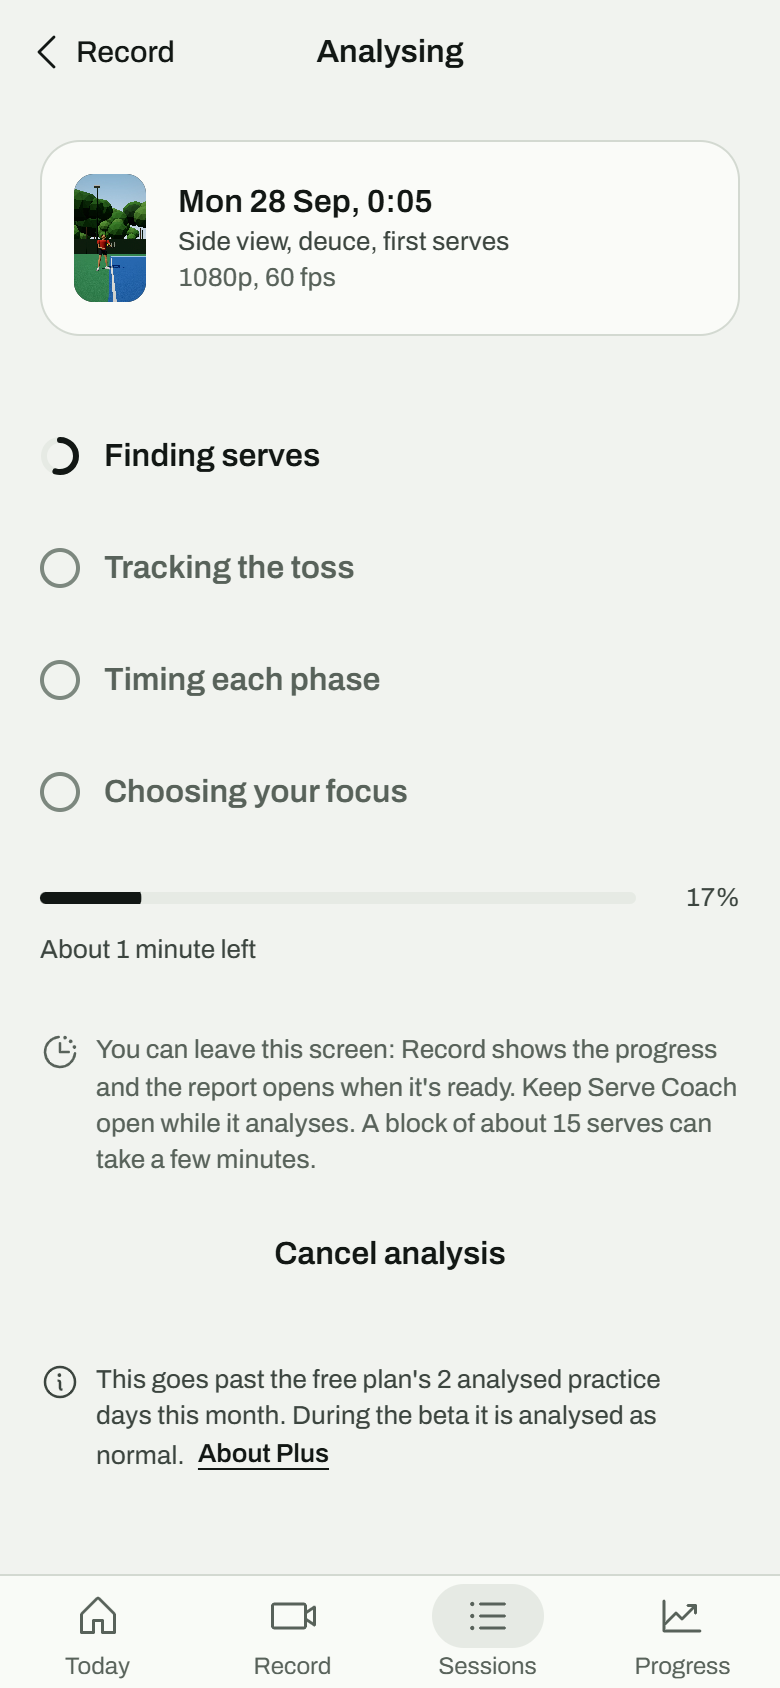 Record
Analysing
Mon 28 Sep, 0:05
Side view, deuce, first serves
1080p, 60 fps
Finding serves
Tracking the toss
Timing each phase
Choosing your focus
17%
About 1 minute left
You can leave this screen: Record shows the progress
and the report opens when it's ready. Keep Serve Coach
open while it analyses. A block of about 15 serves can
take a few minutes.
Cancel analysis
This goes past the free plan's 2 analysed practice
days this month. During the beta it is analysed as
normal. About Plus
Today
Record
Sessions
Progress